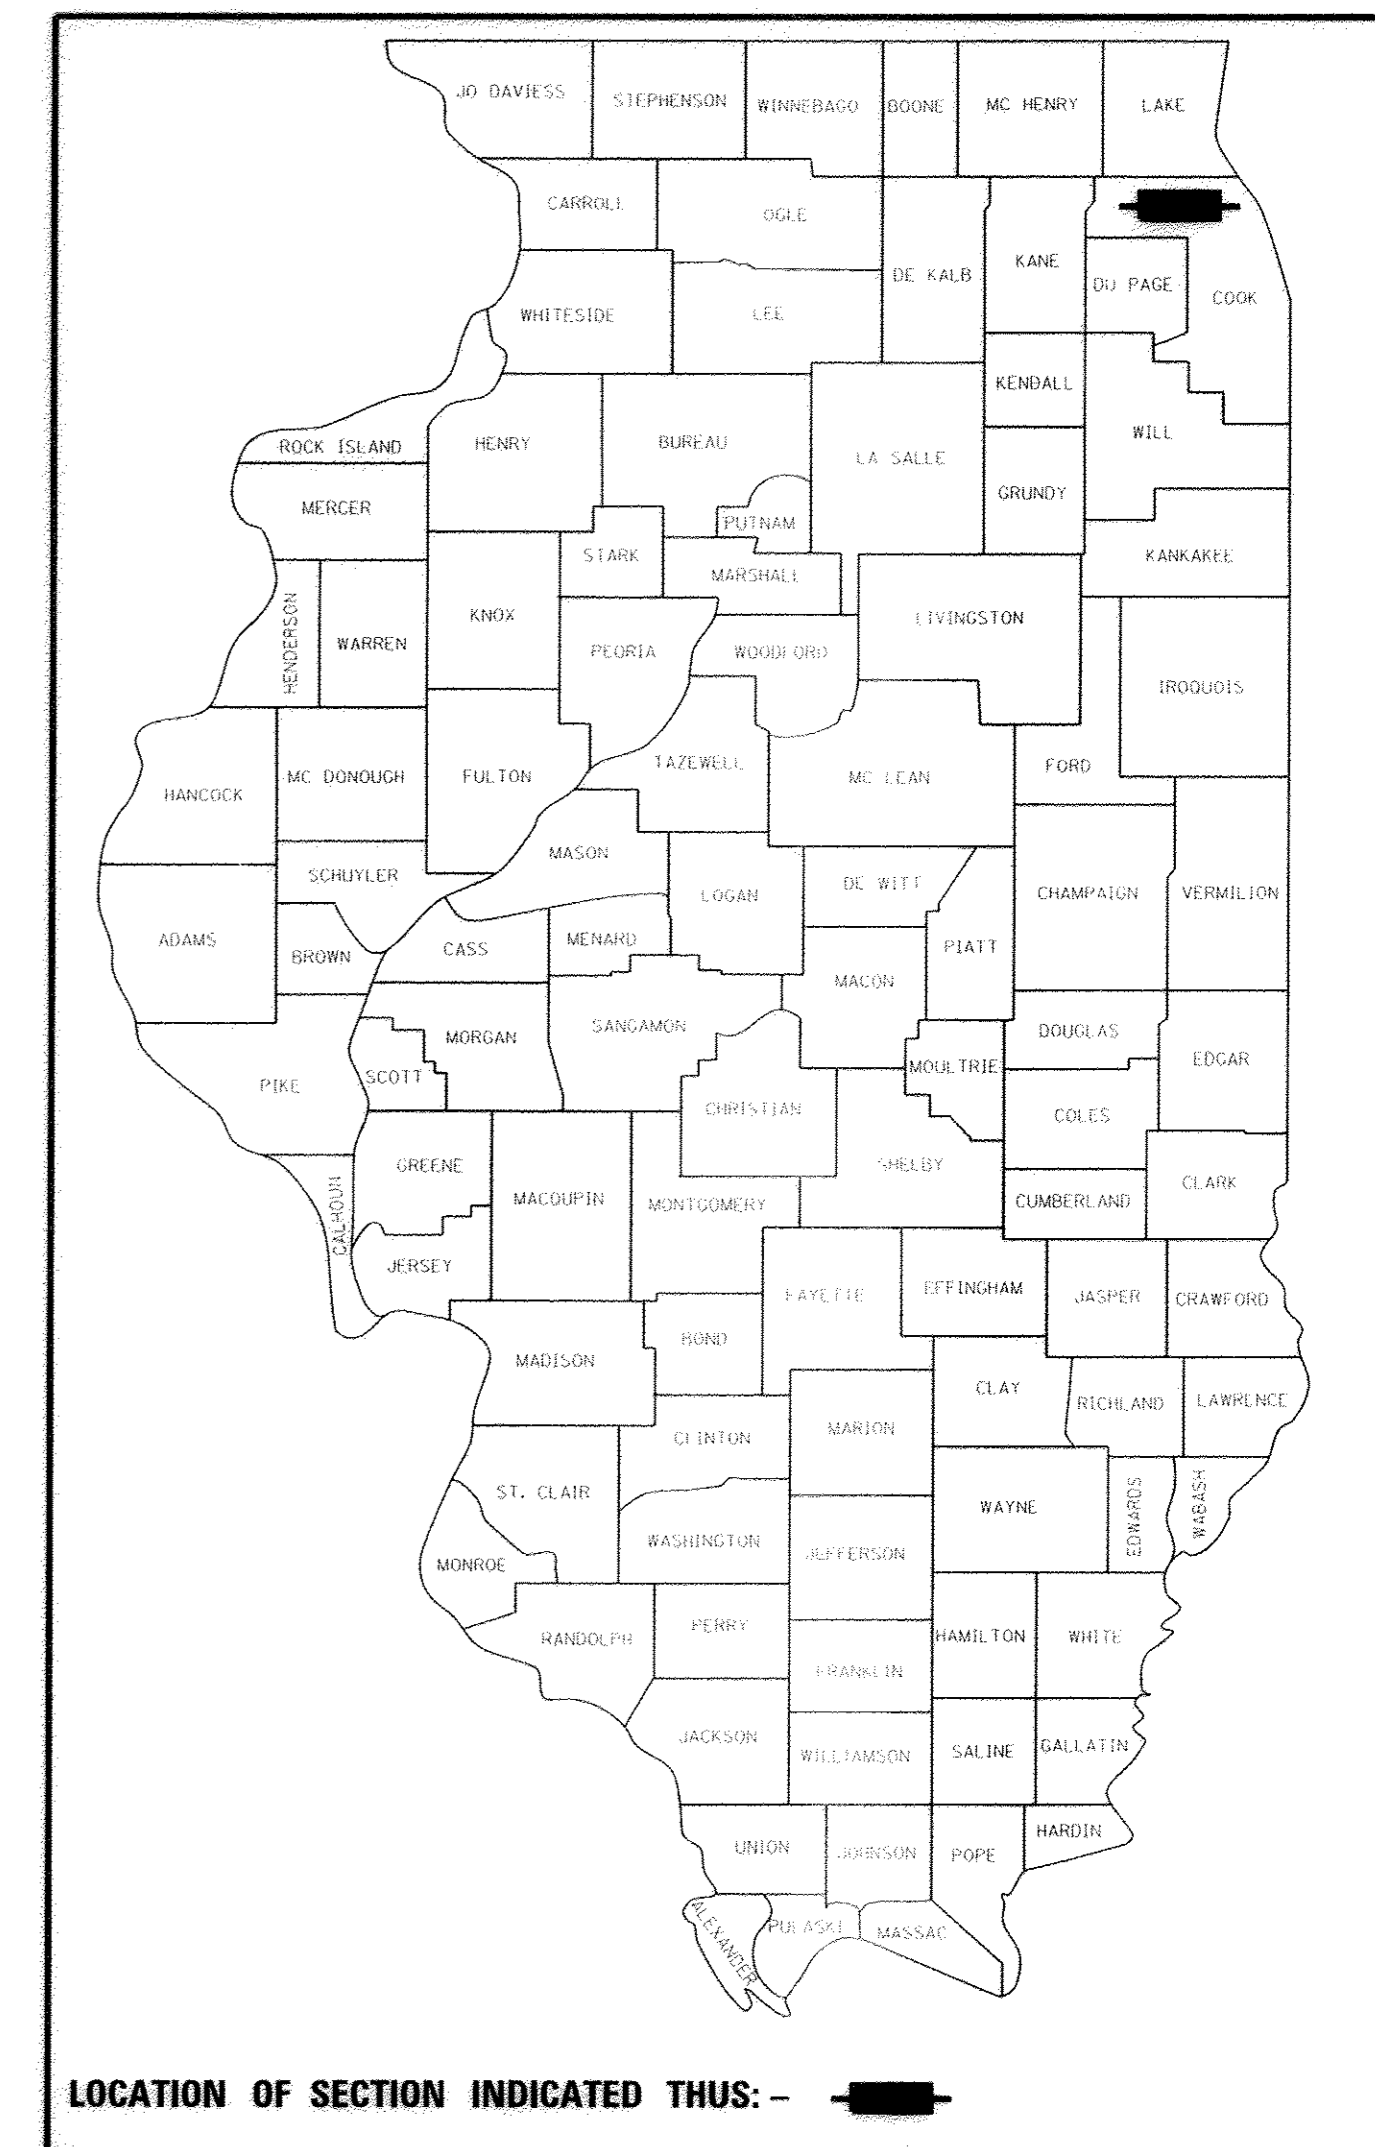 JO DAVIESS
STEPHENSON
WINNEBAGO
BOONE
MC HENRY
LAKE
CARROLL
OGLE
DE KALB
KANE
DU PAGE
COOK
WHITESIDE
LEE
KENDALL
ROCK ISLAND
HENRY
BUREAU
LA SALLE
WILL
MERCER
PUTNAM
GRUNDY
STARK
MARSHALL
KANKAKEE
HENDERSON
WARREN
KNOX
PEORIA
WOODFORD
LIVINGSTON
IROQUOIS
HANCOCK
MC DONOUGH
FULTON
TAZEWELL
MC LEAN
FORD
SCHUYLER
MASON
LOGAN
DE WITT
CHAMPAIGN
VERMILION
ADAMS
BROWN
CASS
MENARD
MACON
PIATT
PIKE
SCOTT
MORGAN
SANGAMON
CHRISTIAN
MOULTRIE
DOUGLAS
EDGAR
COLES
CALHOUN
GREENE
MACOUPIN
MONTGOMERY
SHELBY
CUMBERLAND
CLARK
JERSEY
FAYETTE
EFFINGHAM
JASPER
CRAWFORD
MADISON
BOND
CLAY
RICHLAND
LAWRENCE
CLINTON
MARION
ST. CLAIR
WAYNE
EDWARDS
WABASH
MONROE
WASHINGTON
JEFFERSON
RANDOLPH
PERRY
HAMILTON
WHITE
FRANKLIN
JACKSON
WILLIAMSON
SALINE
GALLATIN
UNION
JOHNSON
POPE
HARDIN
ALEXANDER
PULASKI
MASSAC
LOCATION OF SECTION INDICATED THUS: –